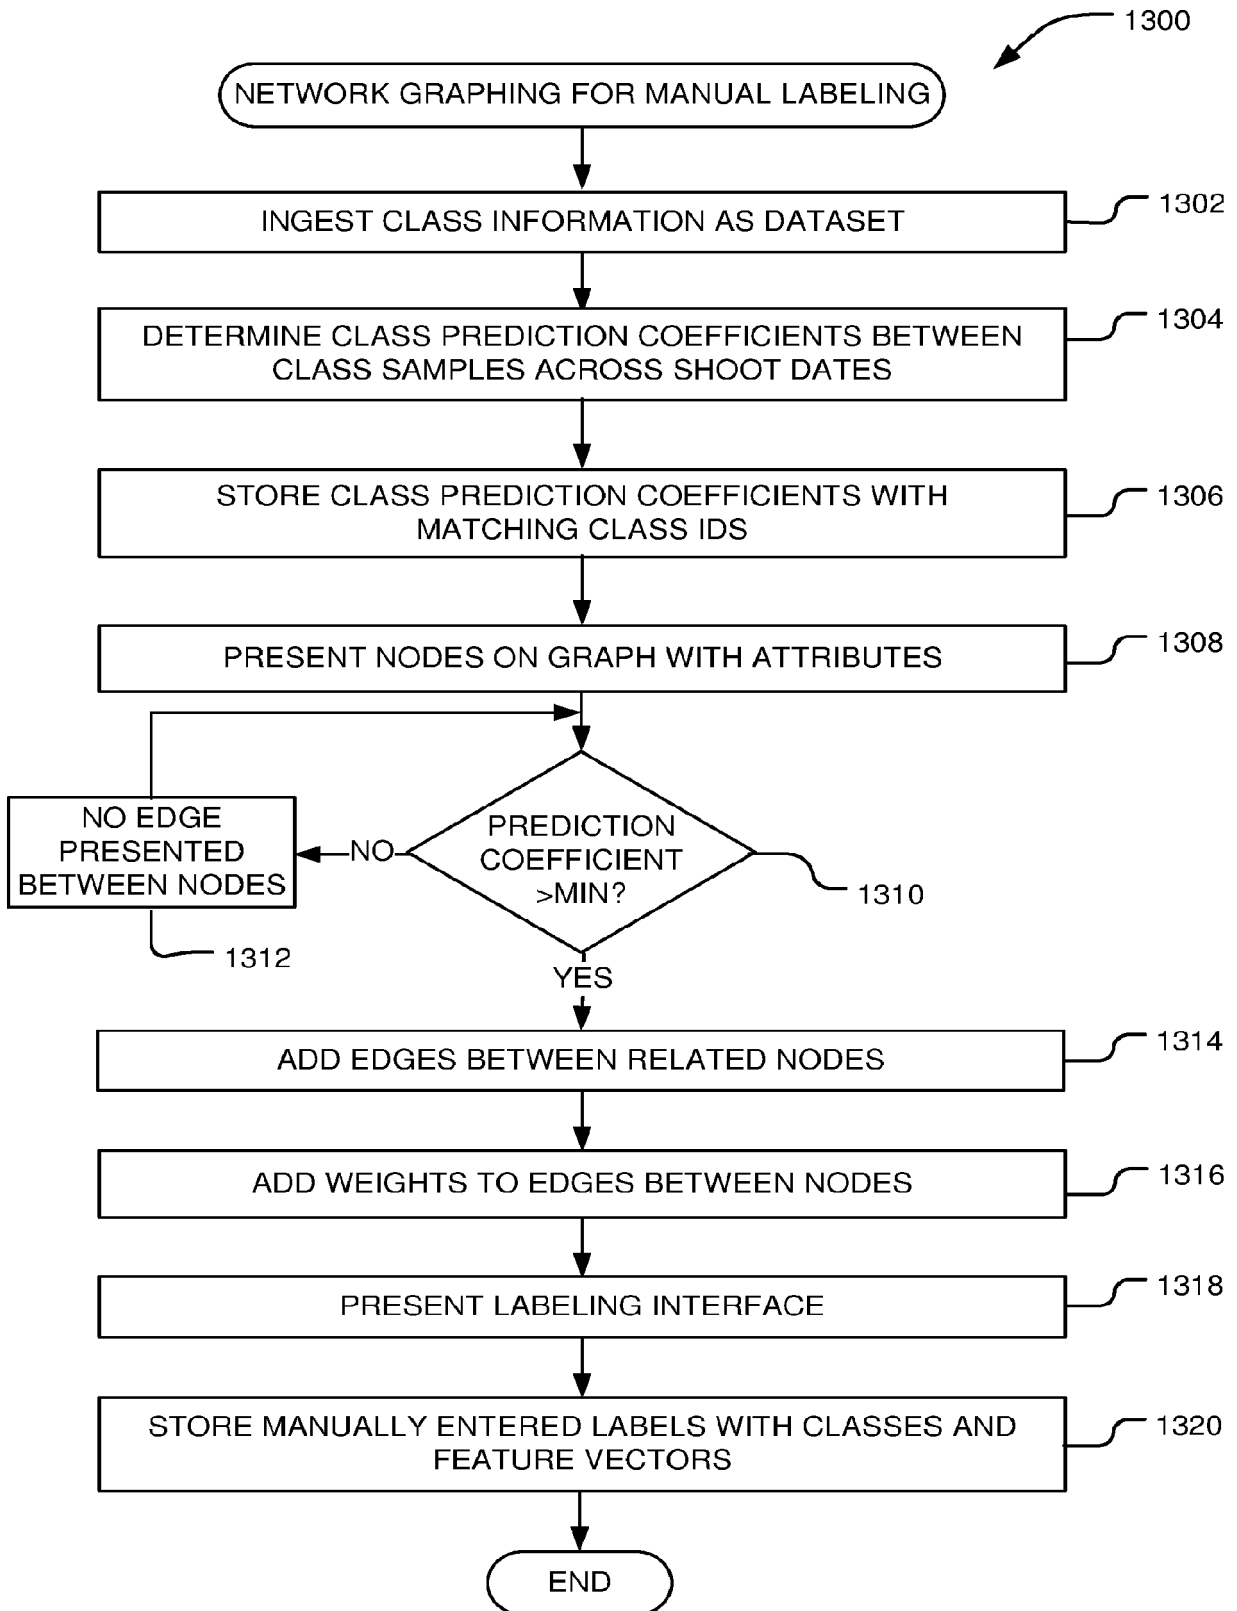 1300
NETWORK GRAPHING FOR MANUAL LABELING
INGEST CLASS INFORMATION AS DATASET
1302
DETERMINE CLASS PREDICTION COEFFICIENTS BETWEEN
CLASS SAMPLES ACROSS SHOOT DATES
1304
STORE CLASS PREDICTION COEFFICIENTS WITH
MATCHING CLASS IDS
1306
PRESENT NODES ON GRAPH WITH ATTRIBUTES
1308
PREDICTION
COEFFICIENT
>MIN?
1310
NO
NO EDGE
PRESENTED
BETWEEN NODES
1312
YES
ADD EDGES BETWEEN RELATED NODES
1314
ADD WEIGHTS TO EDGES BETWEEN NODES
1316
PRESENT LABELING INTERFACE
1318
STORE MANUALLY ENTERED LABELS WITH CLASSES AND
FEATURE VECTORS
1320
END